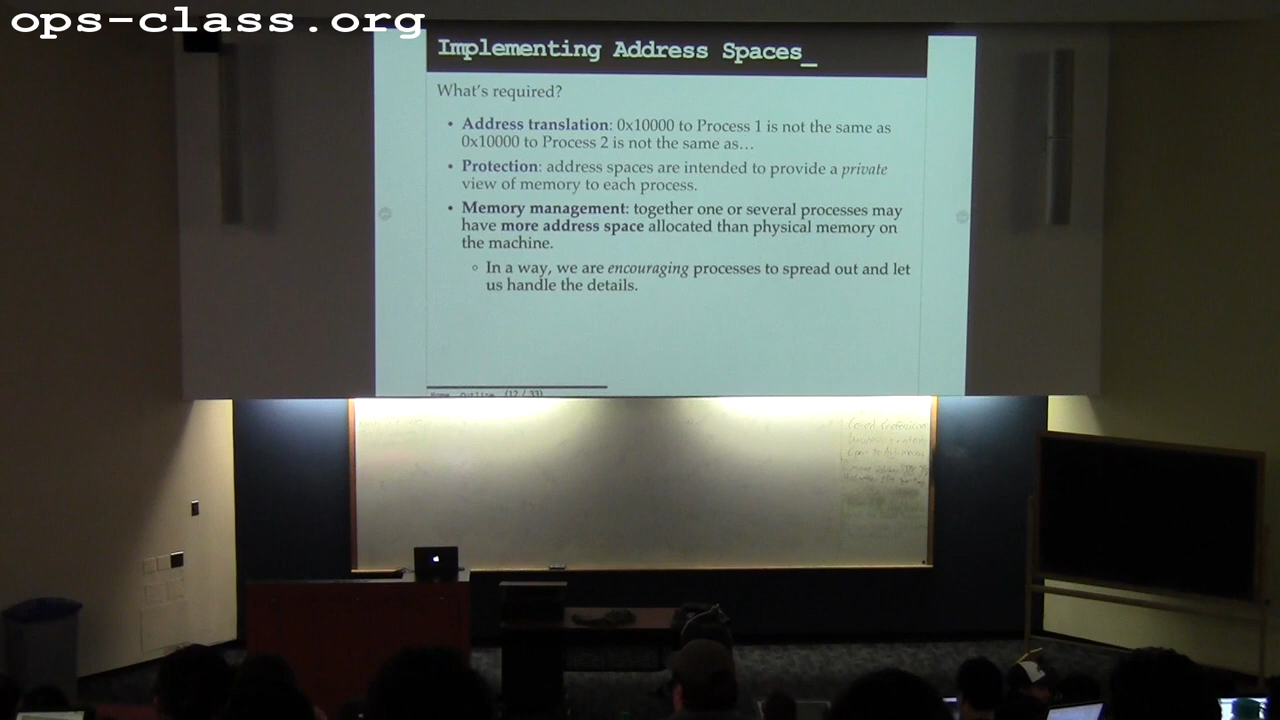 ops-class.org
Implementing Address Spaces_
What's required?
• Address translation: 0x10000 to Process 1 is not the same as
0x10000 to Process 2 is not the same as…
• Protection: address spaces are intended to provide a private
view of memory to each process.
• Memory management: together one or several processes may
have more address space allocated than physical memory on
the machine.
◦ In a way, we are encouraging processes to spread out and let
us handle the details.
Home Outline (12 / 33)